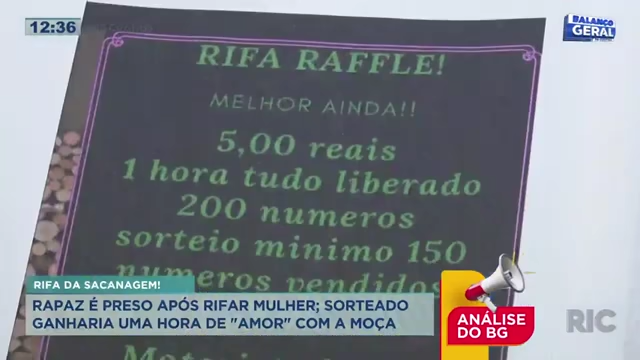 12:36
BALANÇO
GERAL
RIFA RAFFLE!
MELHOR AINDA!!
5,00 reais
1 hora tudo liberado
200 numeros
sorteio minimo 150
numeros vendidos
RIFA DA SACANAGEM!
RAPAZ É PRESO APÓS RIFAR MULHER; SORTEADO
GANHARIA UMA HORA DE "AMOR" COM A MOÇA
ANÁLISE
DO BG
RIC